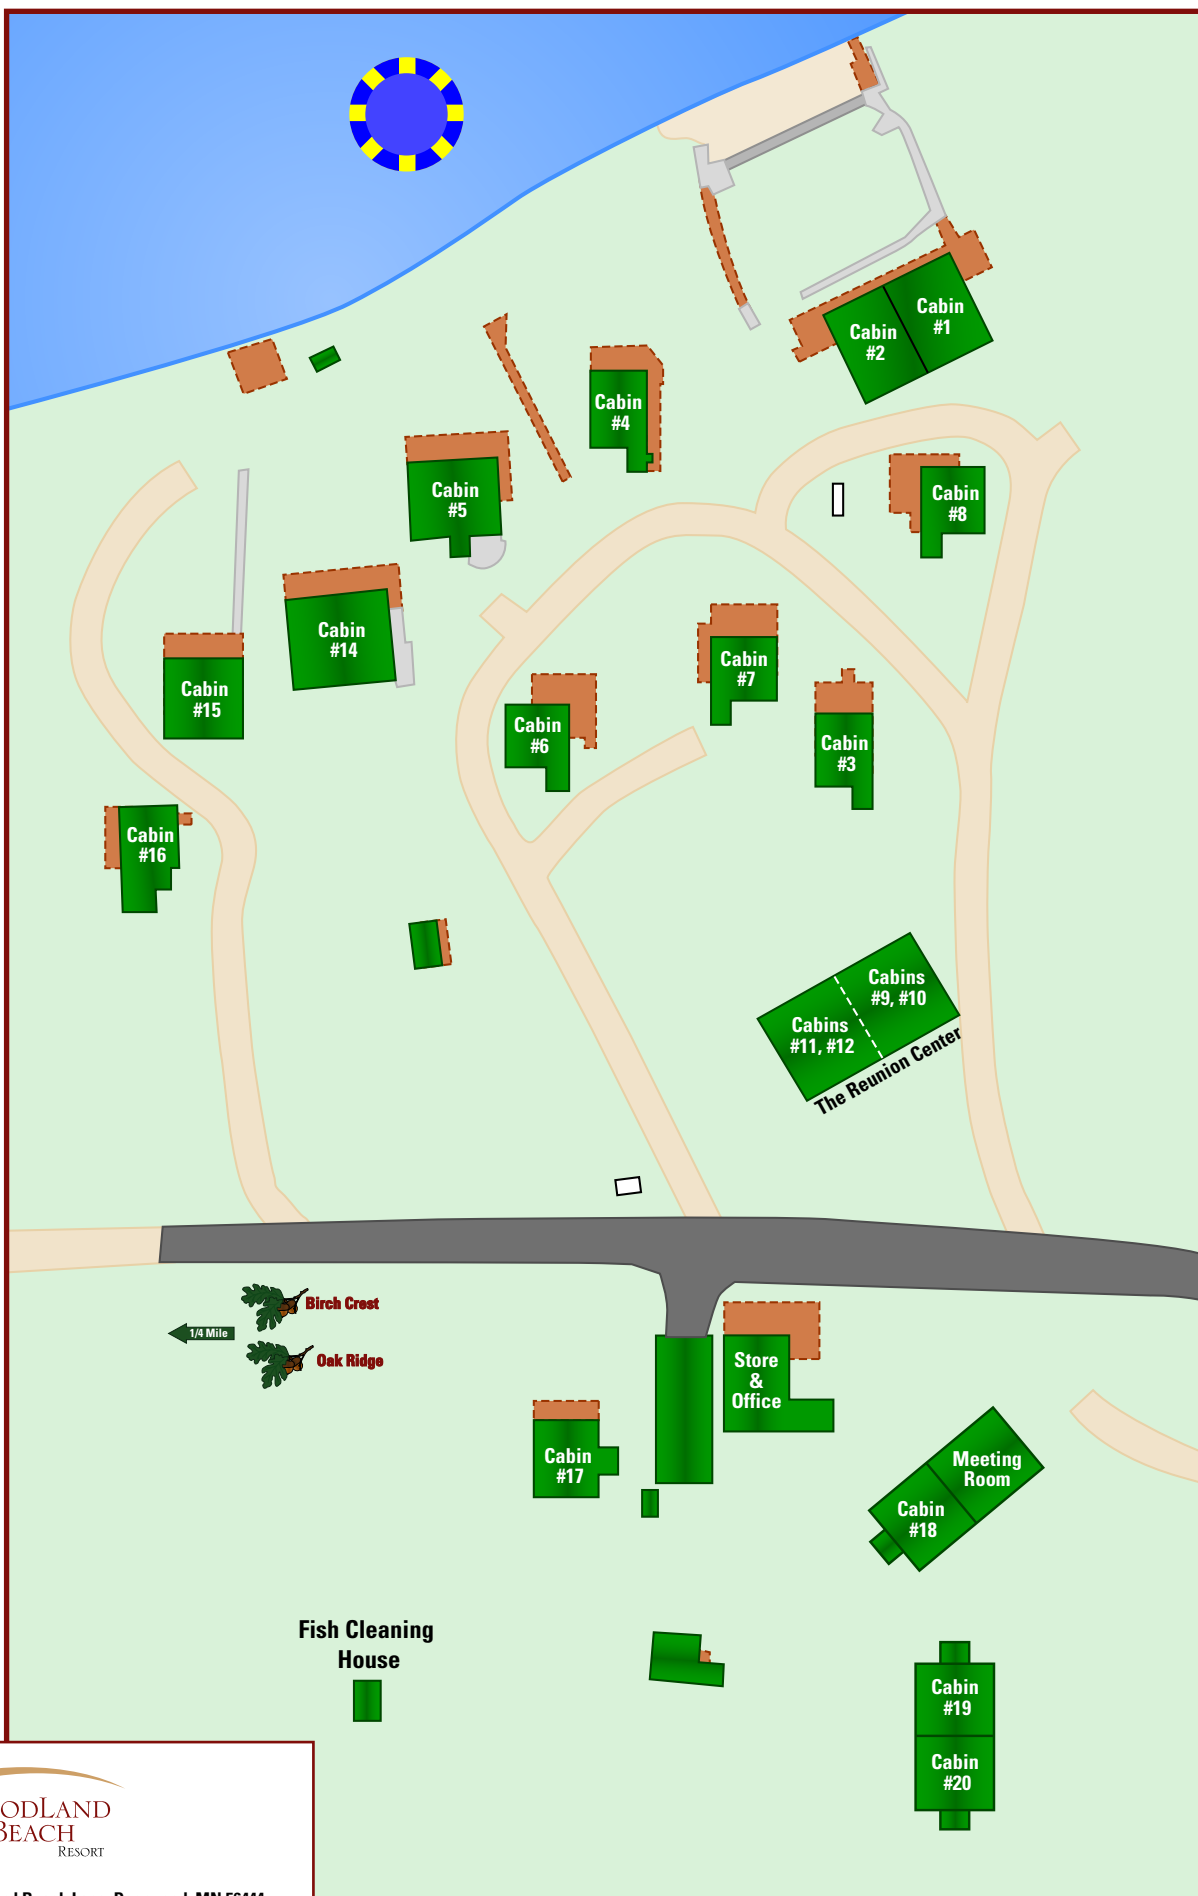 Cabin
#1
Cabin
#2
Cabin
#4
Cabin
#5
Cabin
#8
Cabin
#14
Cabin
#7
Cabin
#15
Cabin
#6
Cabin
#3
Cabin
#16
Cabins
#9, #10
Cabins
#11, #12
The Reunion Center
Birch Crest
1/4 Mile
Oak Ridge
Store
&
Office
Cabin
#17
Meeting
Room
Cabin
#18
Fish Cleaning
House
Cabin
#19
Cabin
#20
ODLAND
BEACH
RESORT
MN 56444